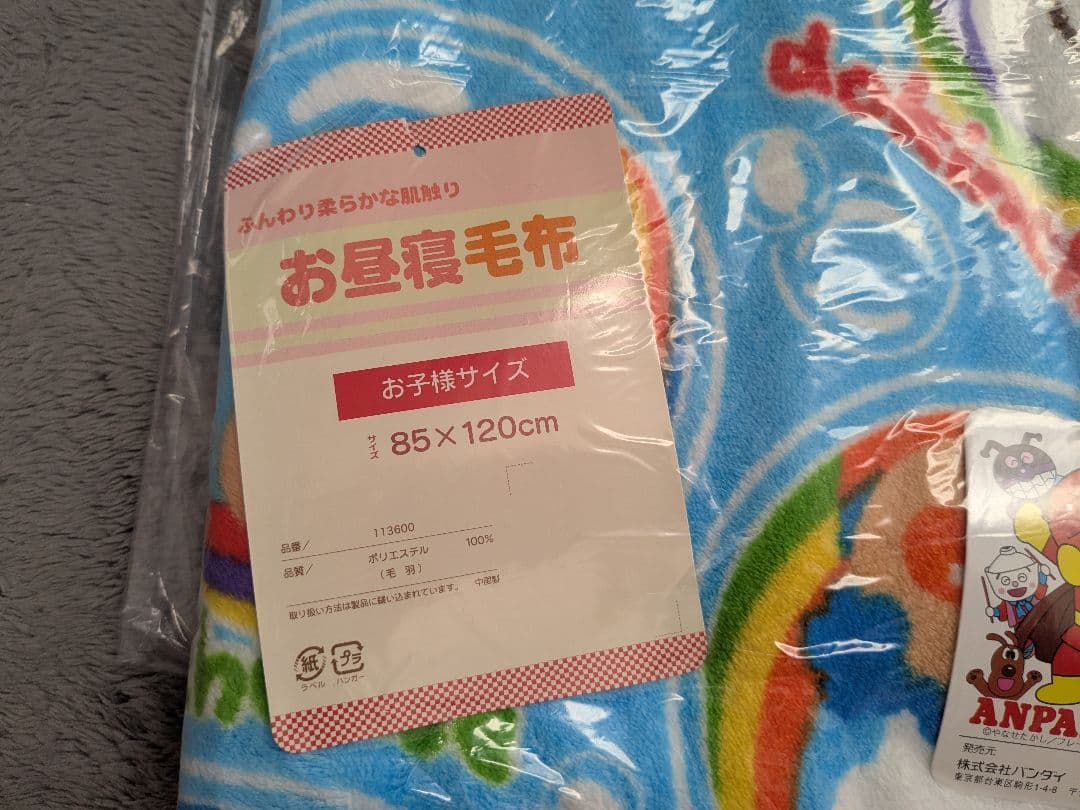 ふんわり柔らかな肌触り
お昼寝毛布
お子様サイズ
サイズ 85×120cm
品番/ 113600
品質/ ポリエステル 100%
(毛羽)
取り扱い方法は製品に縫い込まれています。 中国製
紙 プラ
ラベル ハンガー
ANPA
©やなせたかし/フレー
発売元
株式会社バンダイ
東京都台東区駒形1-4-8 〒